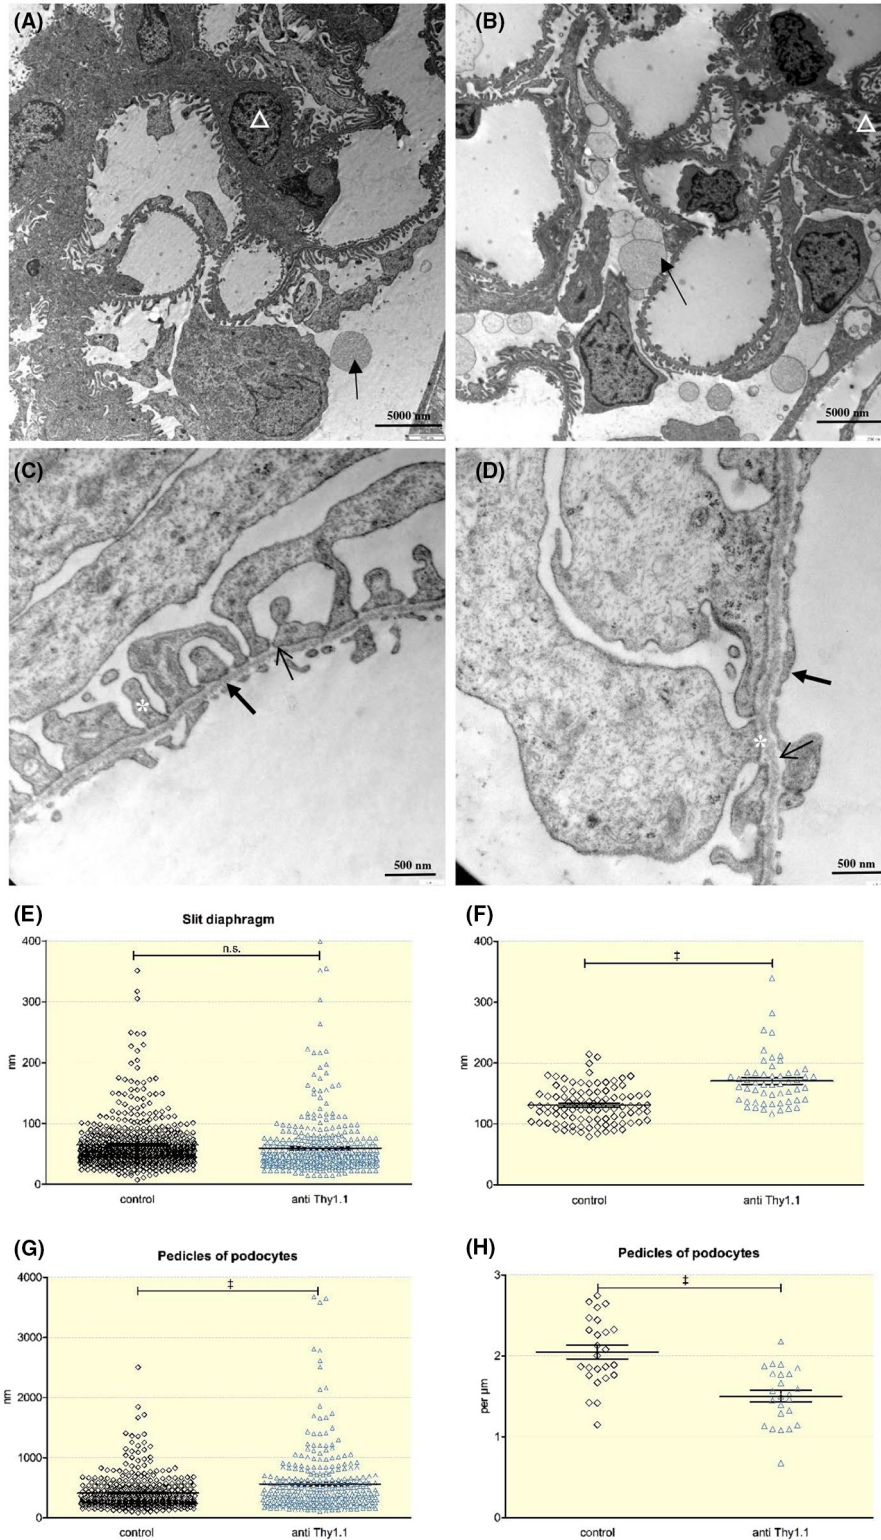 (A)
5000 nm
(B)
5000 nm
(C)
500 nm
(D)
500 nm
(E)
Slit diaphragm
400
300
200
100
0
nm
n.s.
control
anti Thy1.1
(F)
400
300
200
100
0
nm
‡
control
anti Thy1.1
(G)
Pedicles of podocytes
4000
3000
2000
1000
0
nm
‡
control
anti Thy1.1
(H)
Pedicles of podocytes
3
2
1
0
per µm
‡
control
anti Thy1.1